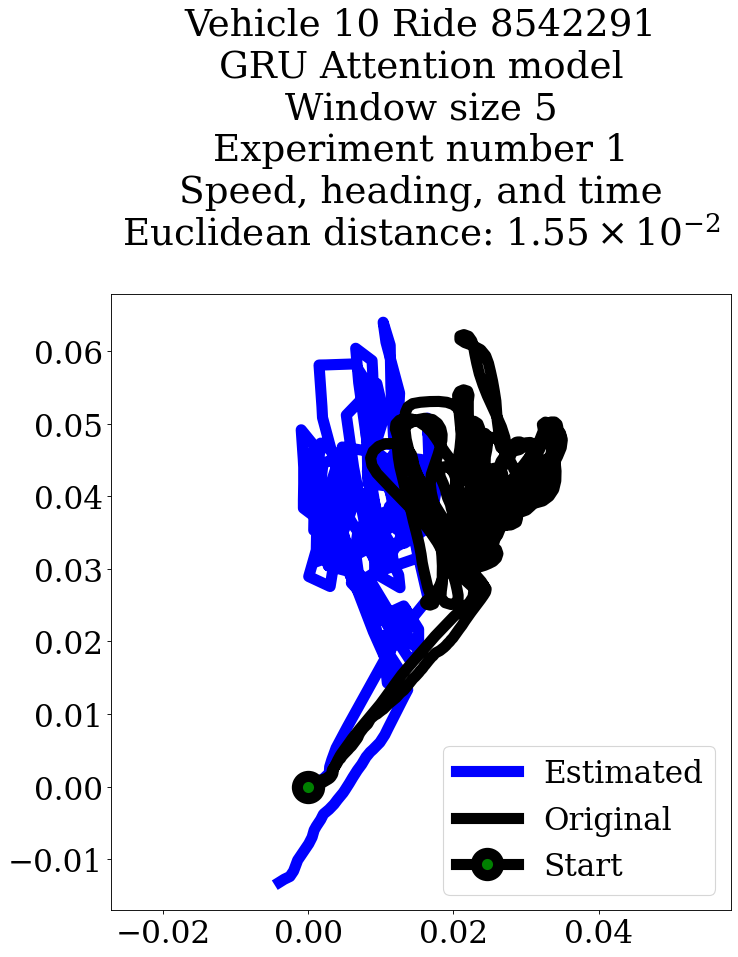 Vehicle 10 Ride 8542291
GRU Attention model
Window size 5
Experiment number 1
Speed, heading, and time
Euclidean distance: 1.55 × 10⁻²
0.06
0.05
0.04
0.03
0.02
0.01
0.00
−0.01
−0.02 0.00 0.02 0.04
Estimated
Original
Start